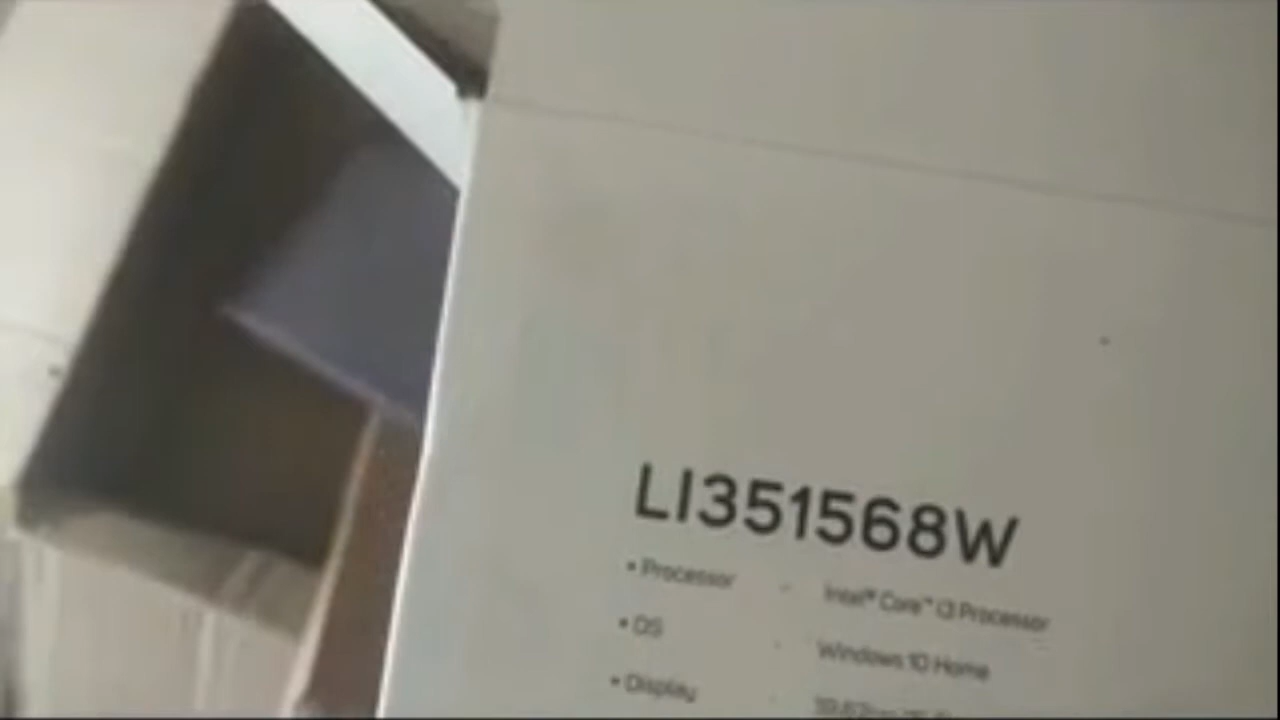 LI351568W
• Processor - Intel® Core™ i3 Processor
• OS - Windows 10 Home
• Display -